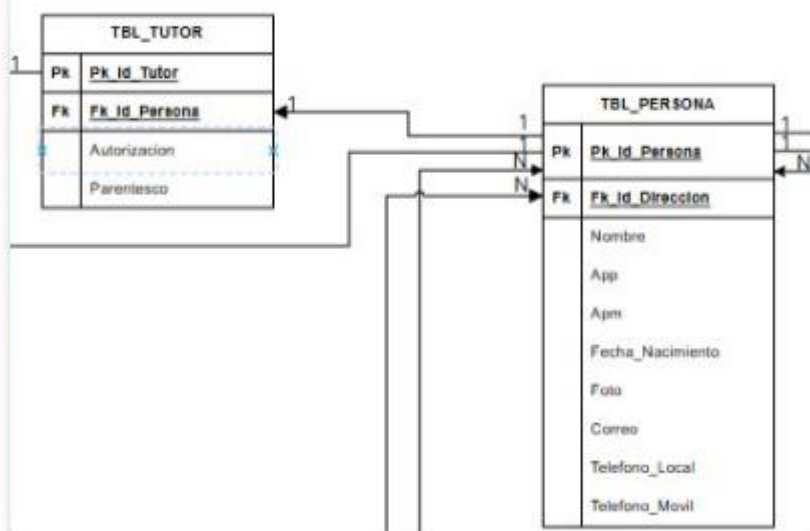 TBL_TUTOR
1
Pk Pk_Id_Tutor
Fk Fk_Id_Persona
1
Autorizacion
Parentesco
TBL_PERSONA
1
1
1
1
Pk Pk_Id_Persona
N
N
N
Fk Fk_Id_Direccion
Nombre
App
Apm
Fecha_Nacimiento
Foto
Correo
Telefono_Local
Telefono_Movil